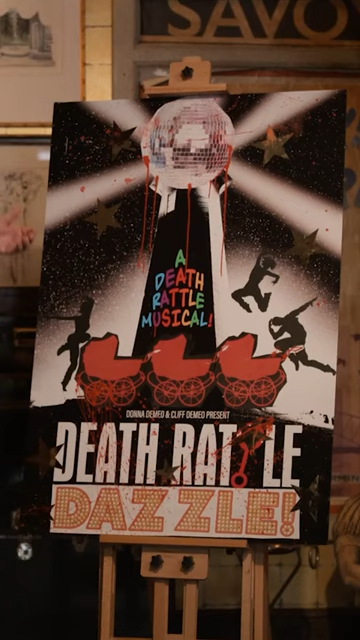 SAVO
A
DEATH
RATTLE
MUSICAL!
DONNA DEMEO & CLIFF DEMEO PRESENT
DEATH RATTLE
DAZZLE!